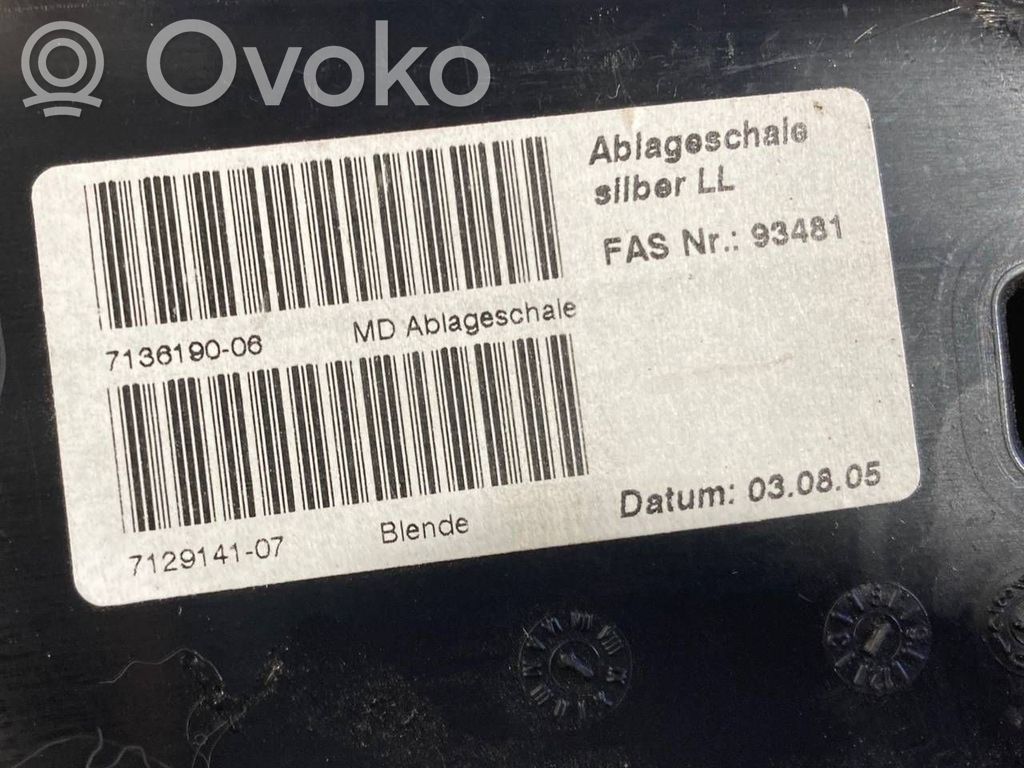 Ovoko
Ablageschale
silber LL
FAS Nr.: 93481
7136190-06 MD Ablageschale
7129141-07 Blende
Datum: 03.08.05